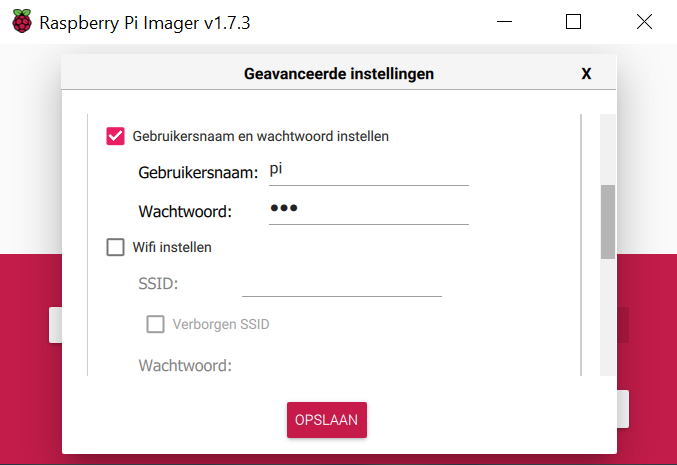 Raspberry Pi Imager v1.7.3
Geavanceerde instellingen X
Gebruikersnaam en wachtwoord instellen
Gebruikersnaam: pi
Wachtwoord: •••
Wifi instellen
SSID:
Verborgen SSID
Wachtwoord:
OPSLAAN